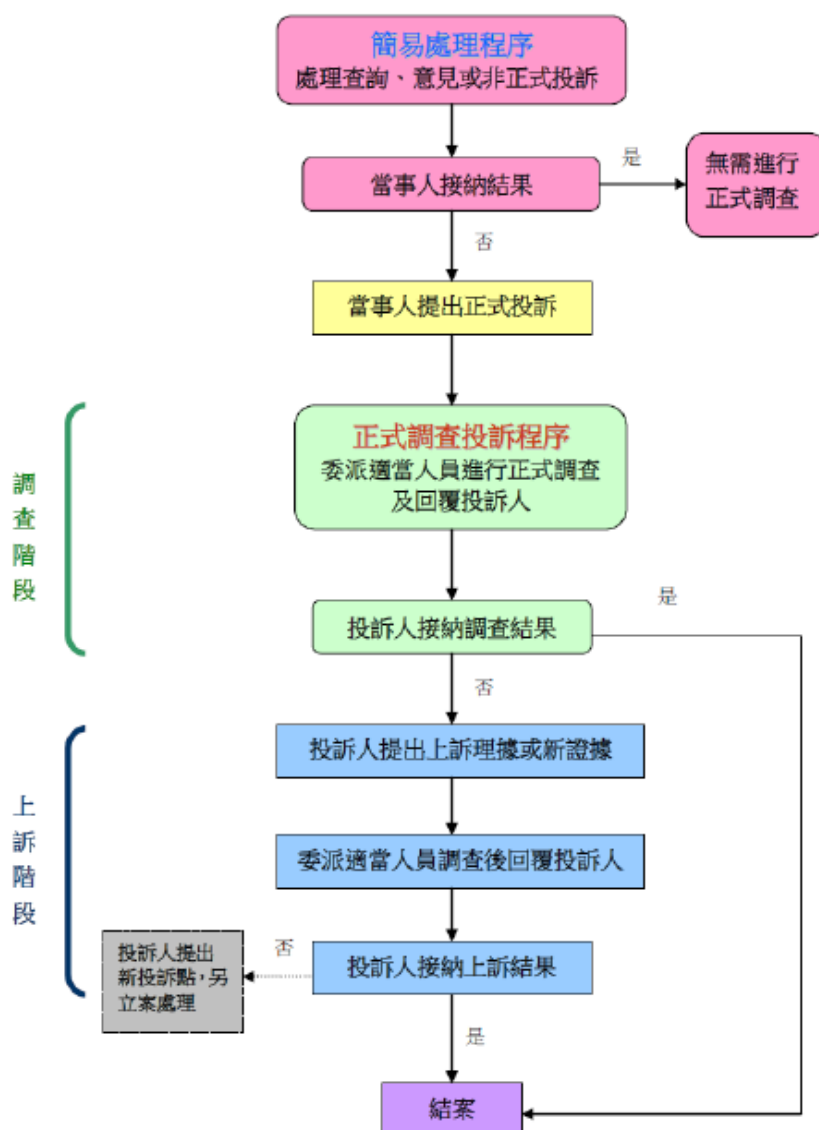 簡易處理程序
處理查詢、意見或非正式投訴
當事人接納結果
是
無需進行
正式調查
否
當事人提出正式投訴
調查階段
正式調查投訴程序
委派適當人員進行正式調查
及回覆投訴人
投訴人接納調查結果
是
否
上訴階段
投訴人提出上訴理據或新證據
委派適當人員調查後回覆投訴人
投訴人接納上訴結果
否
投訴人提出
新投訴點，另
立案處理
是
結案